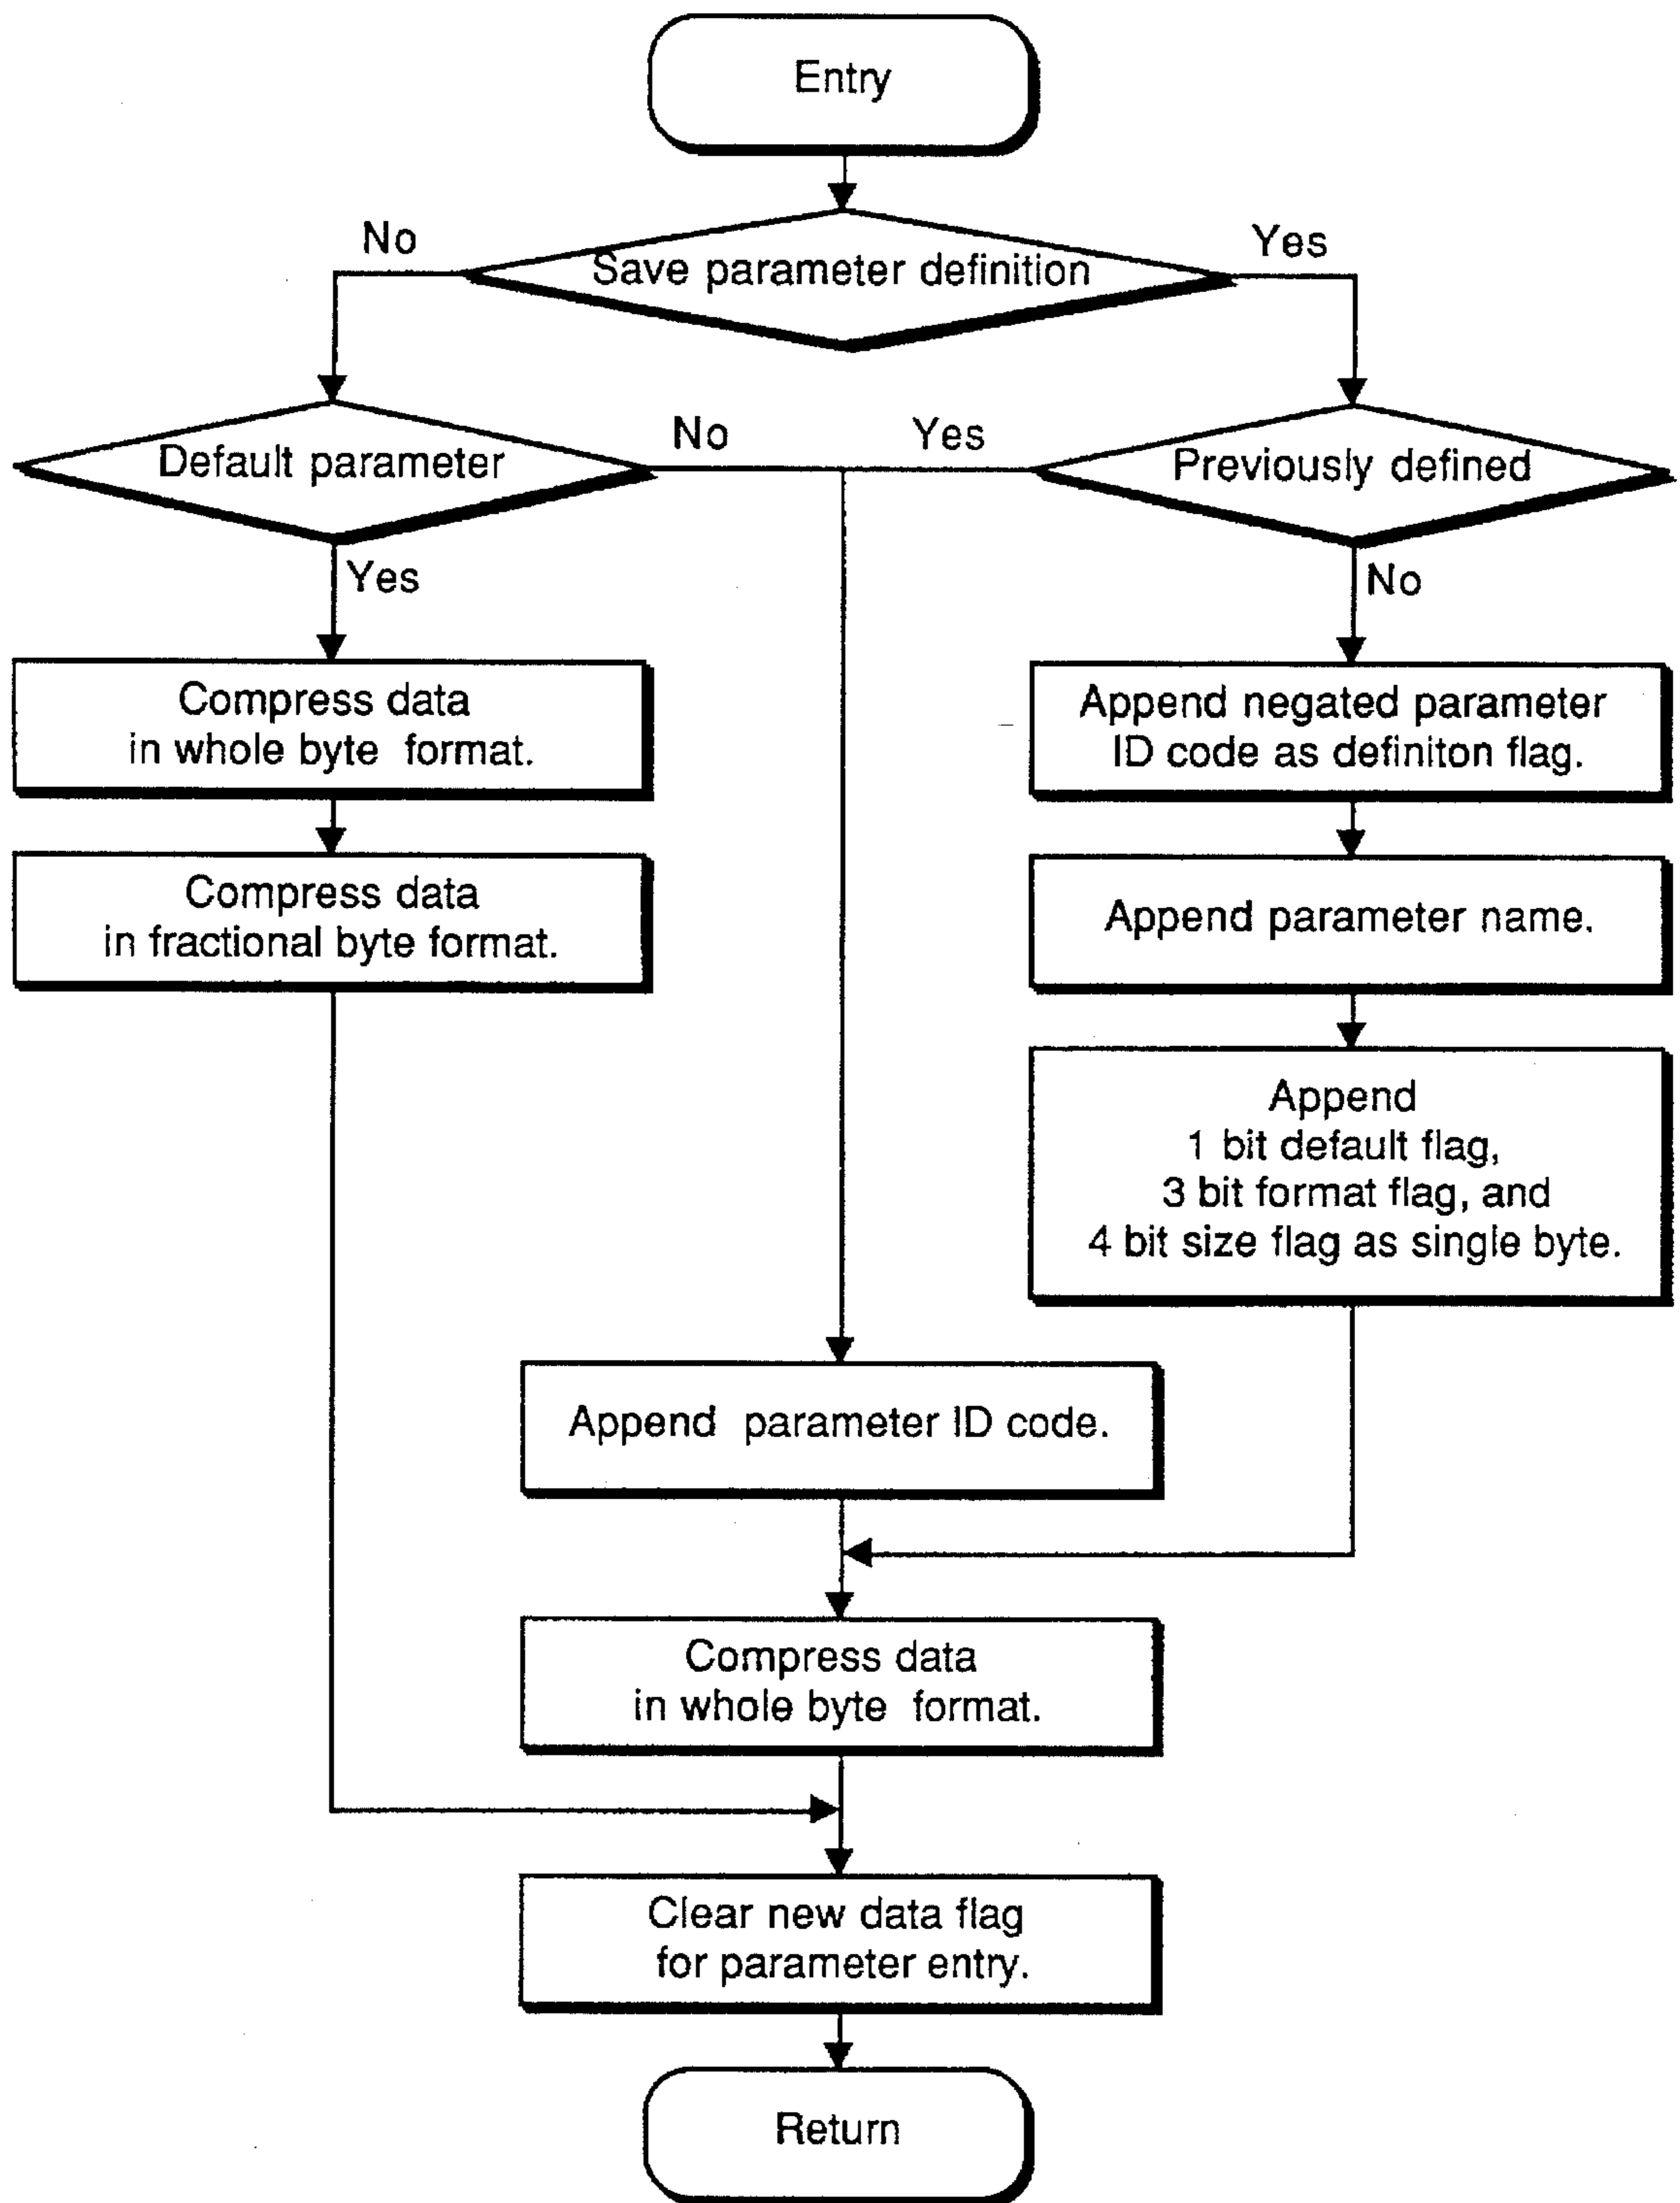 Entry
No
Yes
Save parameter definition
No
Yes
Default parameter
Previously defined
Yes
No
Compress data
in whole byte format.
Append negated parameter
ID code as definiton flag.
Compress data
in fractional byte format.
Append parameter name.
Append
1 bit default flag,
3 bit format flag, and
4 bit size flag as single byte.
Append parameter ID code.
Compress data
in whole byte format.
Clear new data flag
for parameter entry.
Return